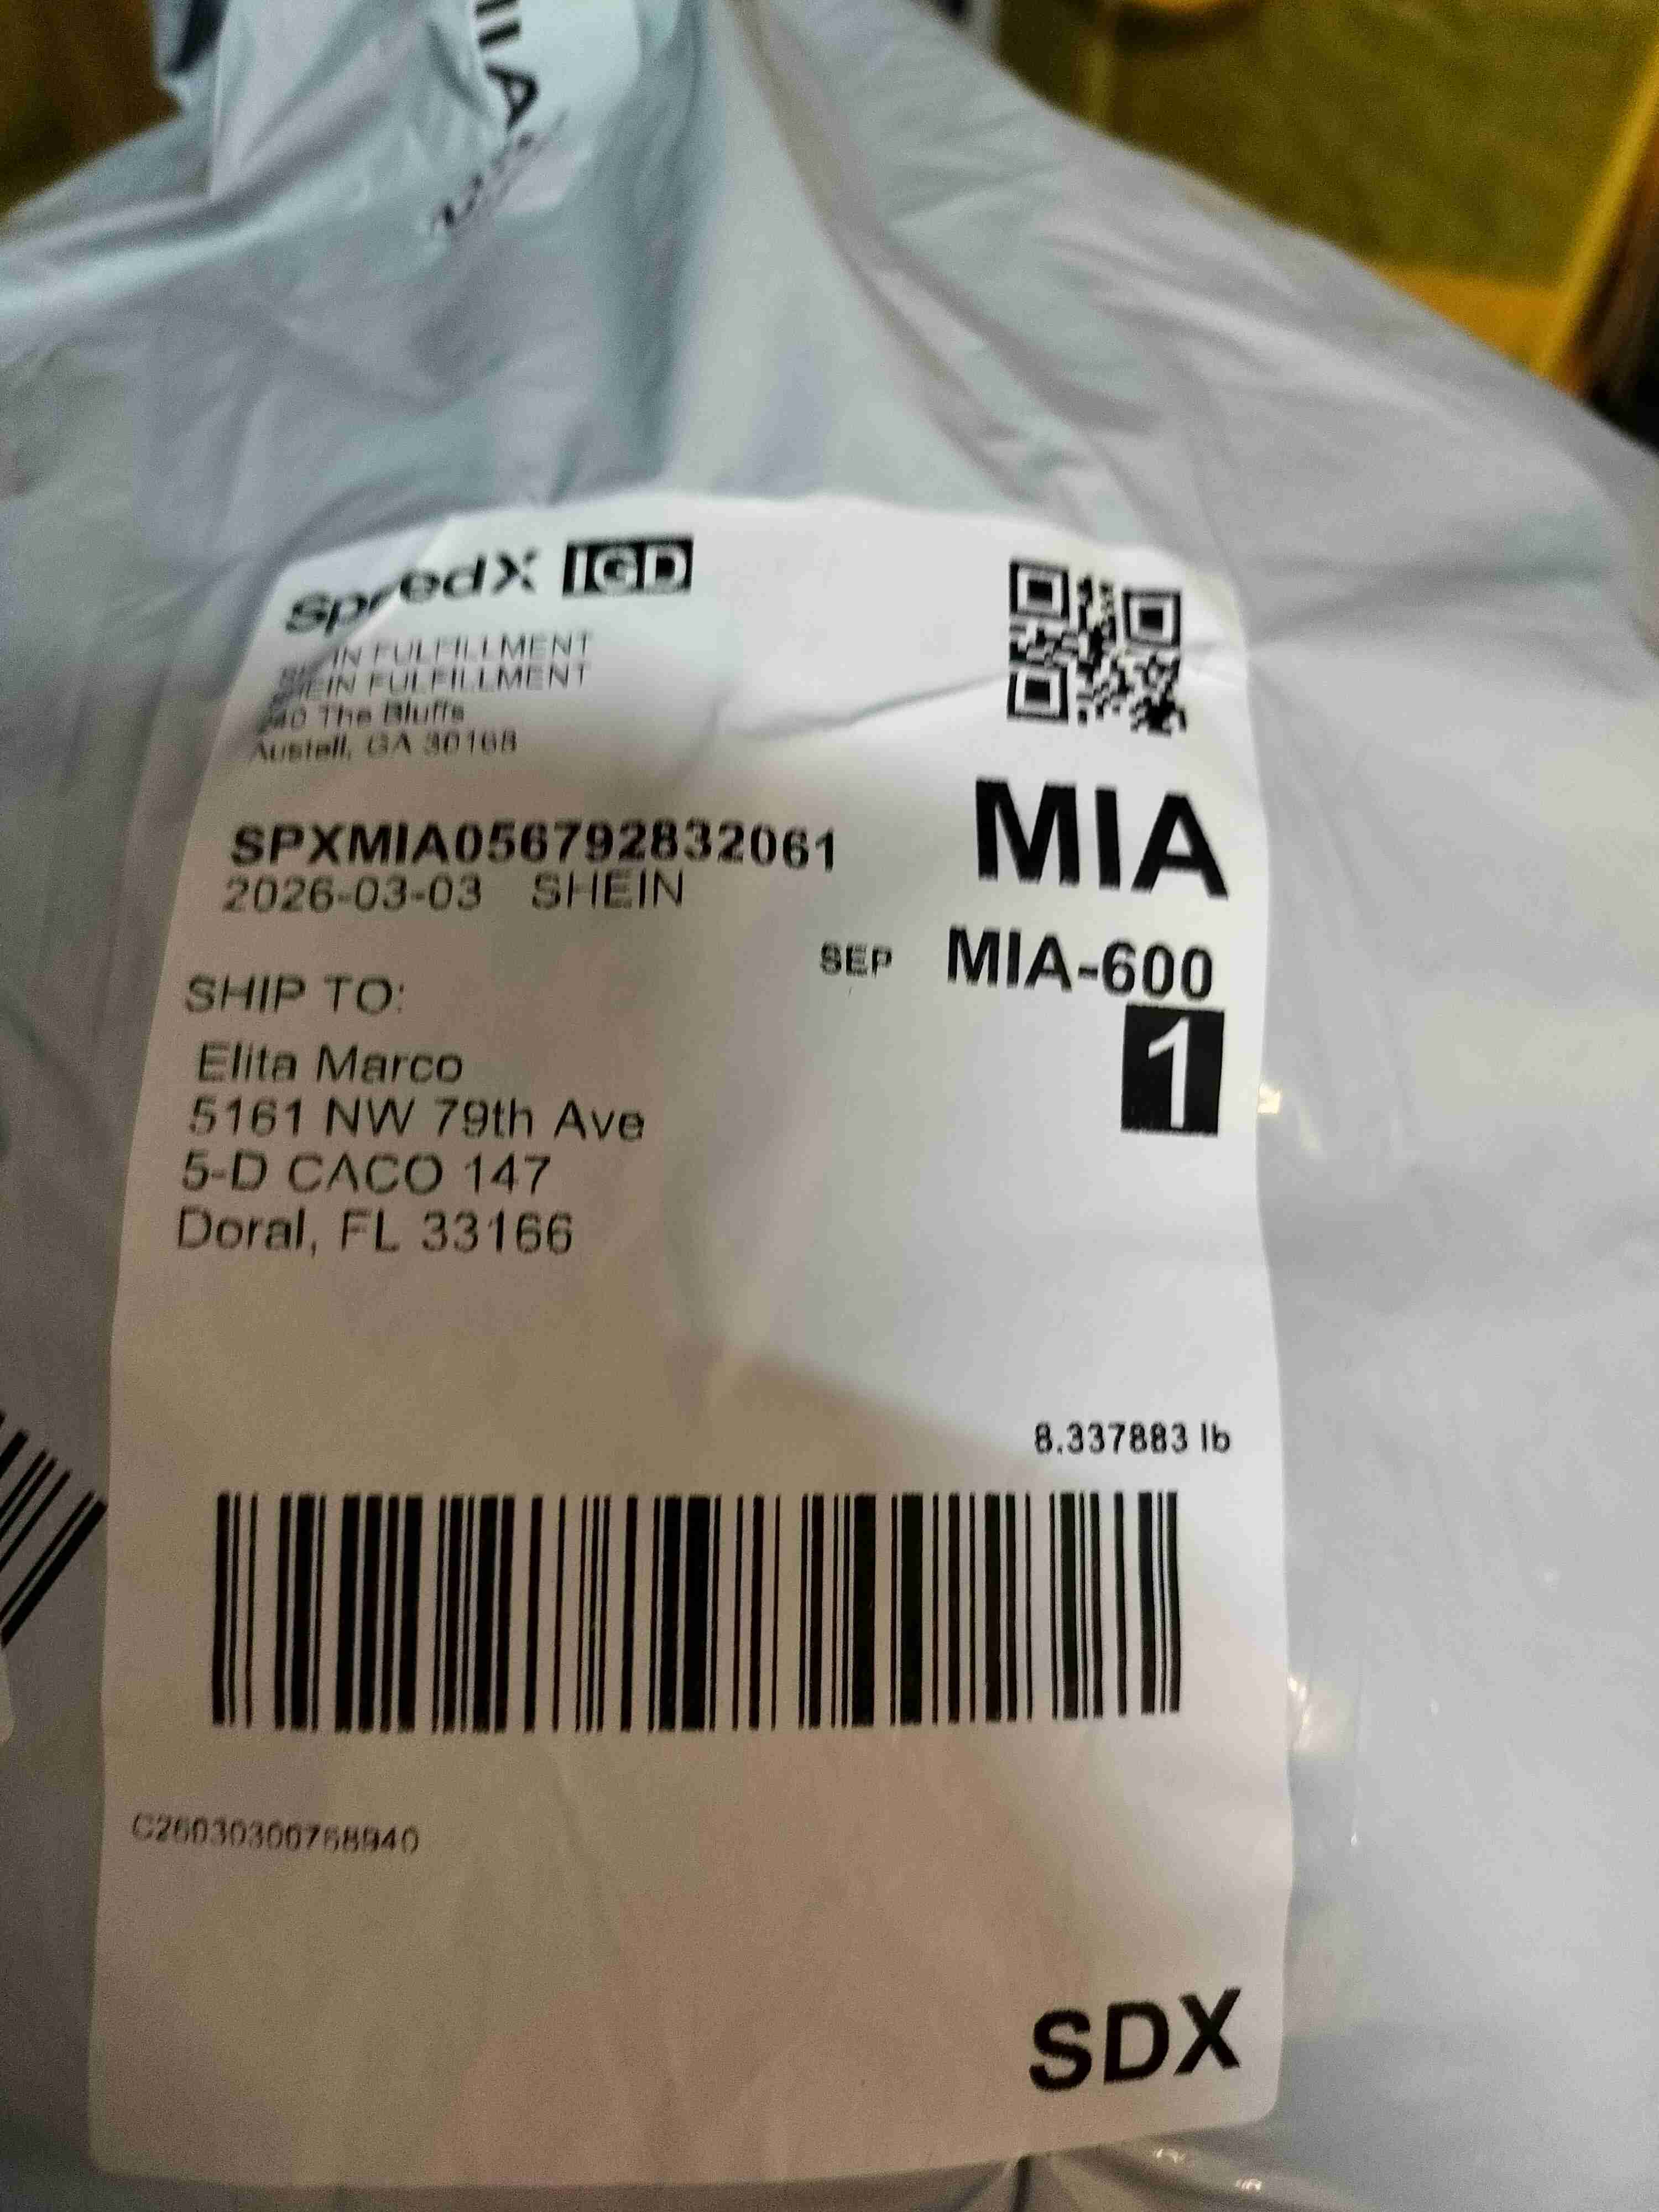 MIA
SpeedX IGD
SHEIN FULFILLMENT
SHEIN FULFILLMENT
The Bluffs
Austell, GA 30168
SPXMIA056792832061
2026-03-03 SHEIN
MIA
SEP MIA-600
1
SHIP TO:
Elita Marco
5161 NW 79th Ave
5-D CACO 147
Doral, FL 33166
8.337883 lb
C26030300768940
SDX